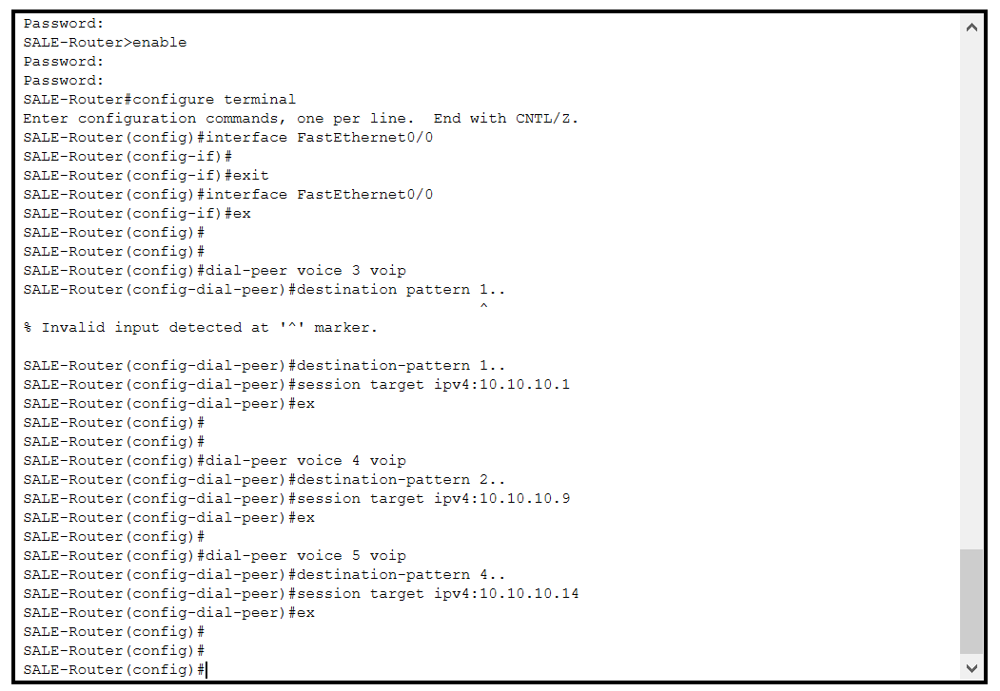 Password:
SALE-Router>enable
Password:
Password:
SALE-Router#configure terminal
Enter configuration commands, one per line.  End with CNTL/Z.
SALE-Router(config)#interface FastEthernet0/0
SALE-Router(config-if)#
SALE-Router(config-if)#exit
SALE-Router(config)#interface FastEthernet0/0
SALE-Router(config-if)#ex
SALE-Router(config)#
SALE-Router(config)#
SALE-Router(config)#dial-peer voice 3 voip
SALE-Router(config-dial-peer)#destination pattern 1..
                                                  ^
% Invalid input detected at '^' marker.

SALE-Router(config-dial-peer)#destination-pattern 1..
SALE-Router(config-dial-peer)#session target ipv4:10.10.10.1
SALE-Router(config-dial-peer)#ex
SALE-Router(config)#
SALE-Router(config)#
SALE-Router(config)#dial-peer voice 4 voip
SALE-Router(config-dial-peer)#destination-pattern 2..
SALE-Router(config-dial-peer)#session target ipv4:10.10.10.9
SALE-Router(config-dial-peer)#ex
SALE-Router(config)#
SALE-Router(config)#dial-peer voice 5 voip
SALE-Router(config-dial-peer)#destination-pattern 4..
SALE-Router(config-dial-peer)#session target ipv4:10.10.10.14
SALE-Router(config-dial-peer)#ex
SALE-Router(config)#
SALE-Router(config)#
SALE-Router(config)#